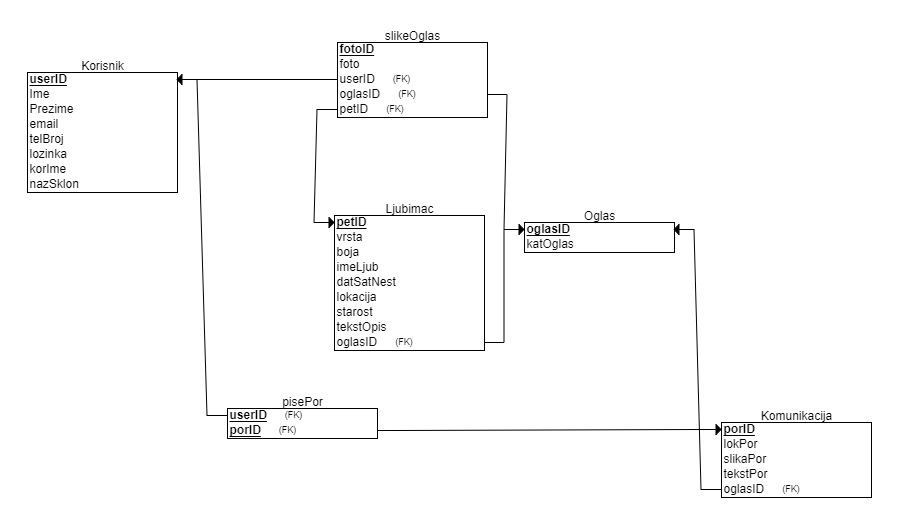 slikeOglas
fotoID
foto
userID (FK)
oglasID (FK)
petID (FK)
Korisnik
userID
Ime
Prezime
email
telBroj
lozinka
korIme
nazSklon
Ljubimac
petID
vrsta
boja
imeLjub
datSatNest
lokacija
starost
tekstOpis
oglasID (FK)
Oglas
oglasID
katOglas
pisePor
userID (FK)
porID (FK)
Komunikacija
porID
lokPor
slikaPor
tekstPor
oglasID (FK)